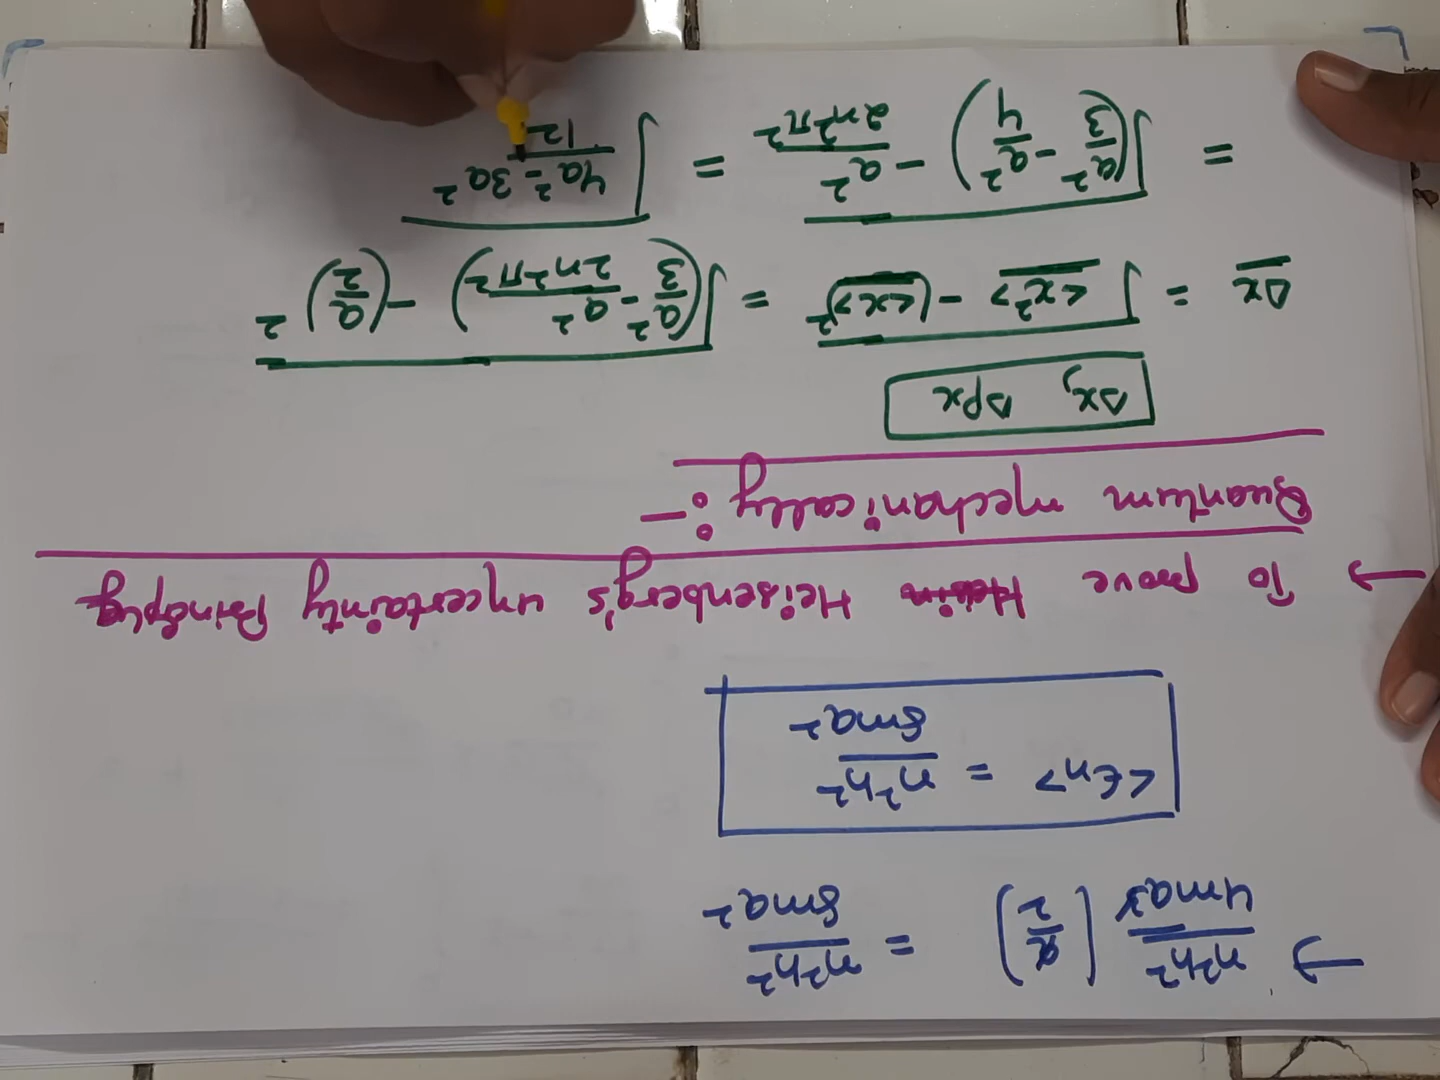 → n²h²/4ma³ (a/2) = n²h²/8ma²
<En> = n²h²/8ma²
→ To prove Heisenberg's uncertainty Principle
Quantum mechanically :-
Δx, Δpx
Δx = √<x²> - (<x>)² = √(a²/3 - a²/2n²π²) - (a/2)²
= √(a²/3 - a²/4) - a²/2n²π² = √4a² - 3a²/12